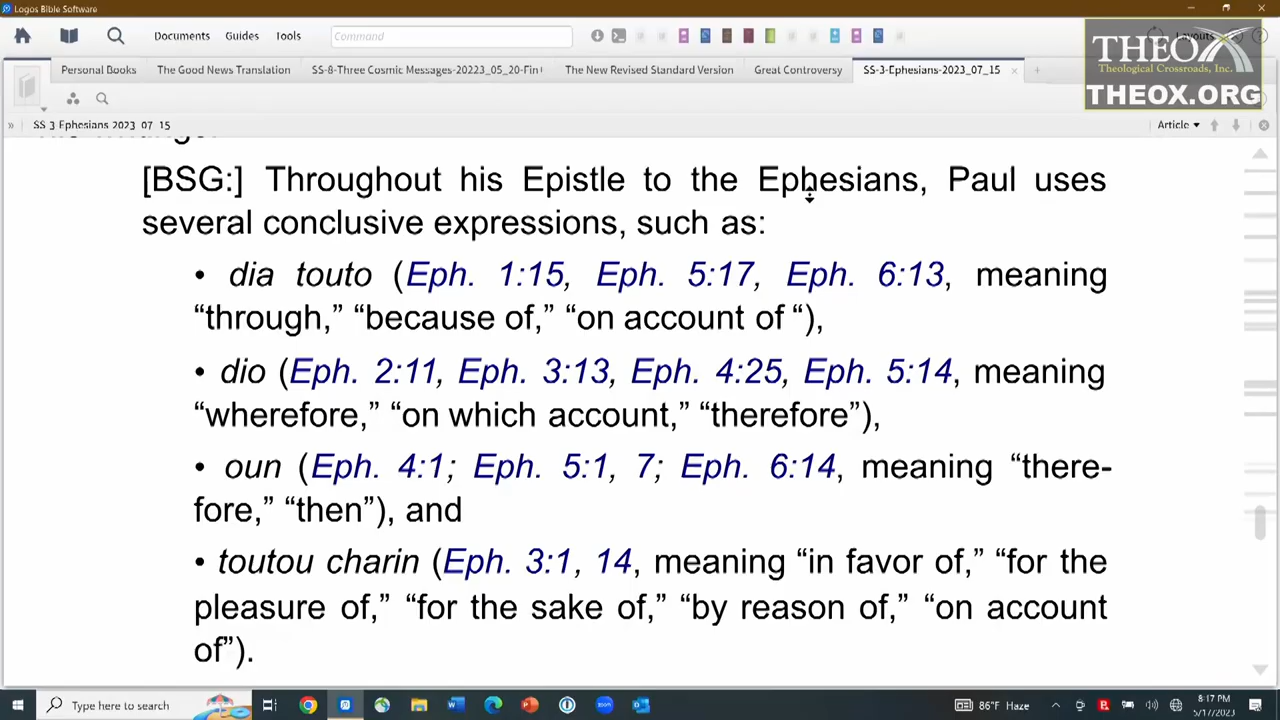 Logos Bible Software
Documents Guides Tools Command Layouts
THEOX
Theological Crossroads, Inc.
THEOX.ORG
Personal Books The Good News Translation The New Revised Standard Version Great Controversy SS-3-Ephesians-2023_07_15
SS 3 Ephesians 2023 07 15 Article
[BSG:] Throughout his Epistle to the Ephesians, Paul uses
several conclusive expressions, such as:
• dia touto (Eph. 1:15, Eph. 5:17, Eph. 6:13, meaning
“through,” “because of,” “on account of “),
• dio (Eph. 2:11, Eph. 3:13, Eph. 4:25, Eph. 5:14, meaning
“wherefore,” “on which account,” “therefore”),
• oun (Eph. 4:1; Eph. 5:1, 7; Eph. 6:14, meaning “there-
fore,” “then”), and
• toutou charin (Eph. 3:1, 14, meaning “in favor of,” “for the
pleasure of,” “for the sake of,” “by reason of,” “on account
of”).
Type here to search 86°F Haze 8:17 PM
5/17/2023